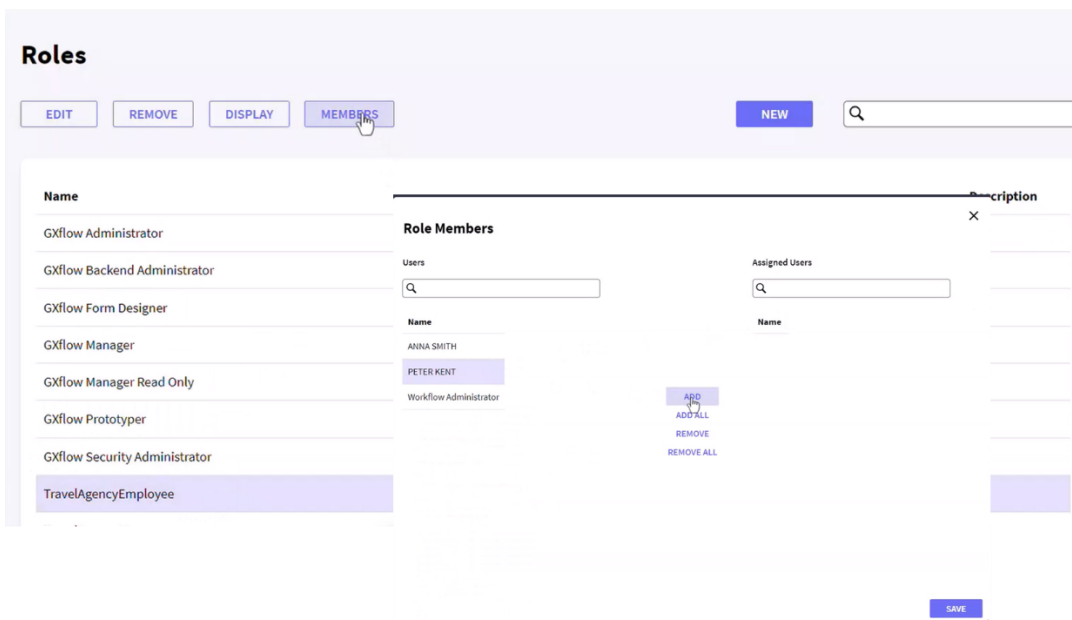 Roles
EDIT REMOVE DISPLAY MEMBERS NEW
Name
GXflow Administrator
GXflow Backend Administrator
GXflow Form Designer
GXflow Manager
GXflow Manager Read Only
GXflow Prototyper
GXflow Security Administrator
TravelAgencyEmployee
Description
Role Members
Users
Name
ANNA SMITH
PETER KENT
Workflow Administrator
ADD
ADD ALL
REMOVE
REMOVE ALL
Assigned Users
Name
SAVE